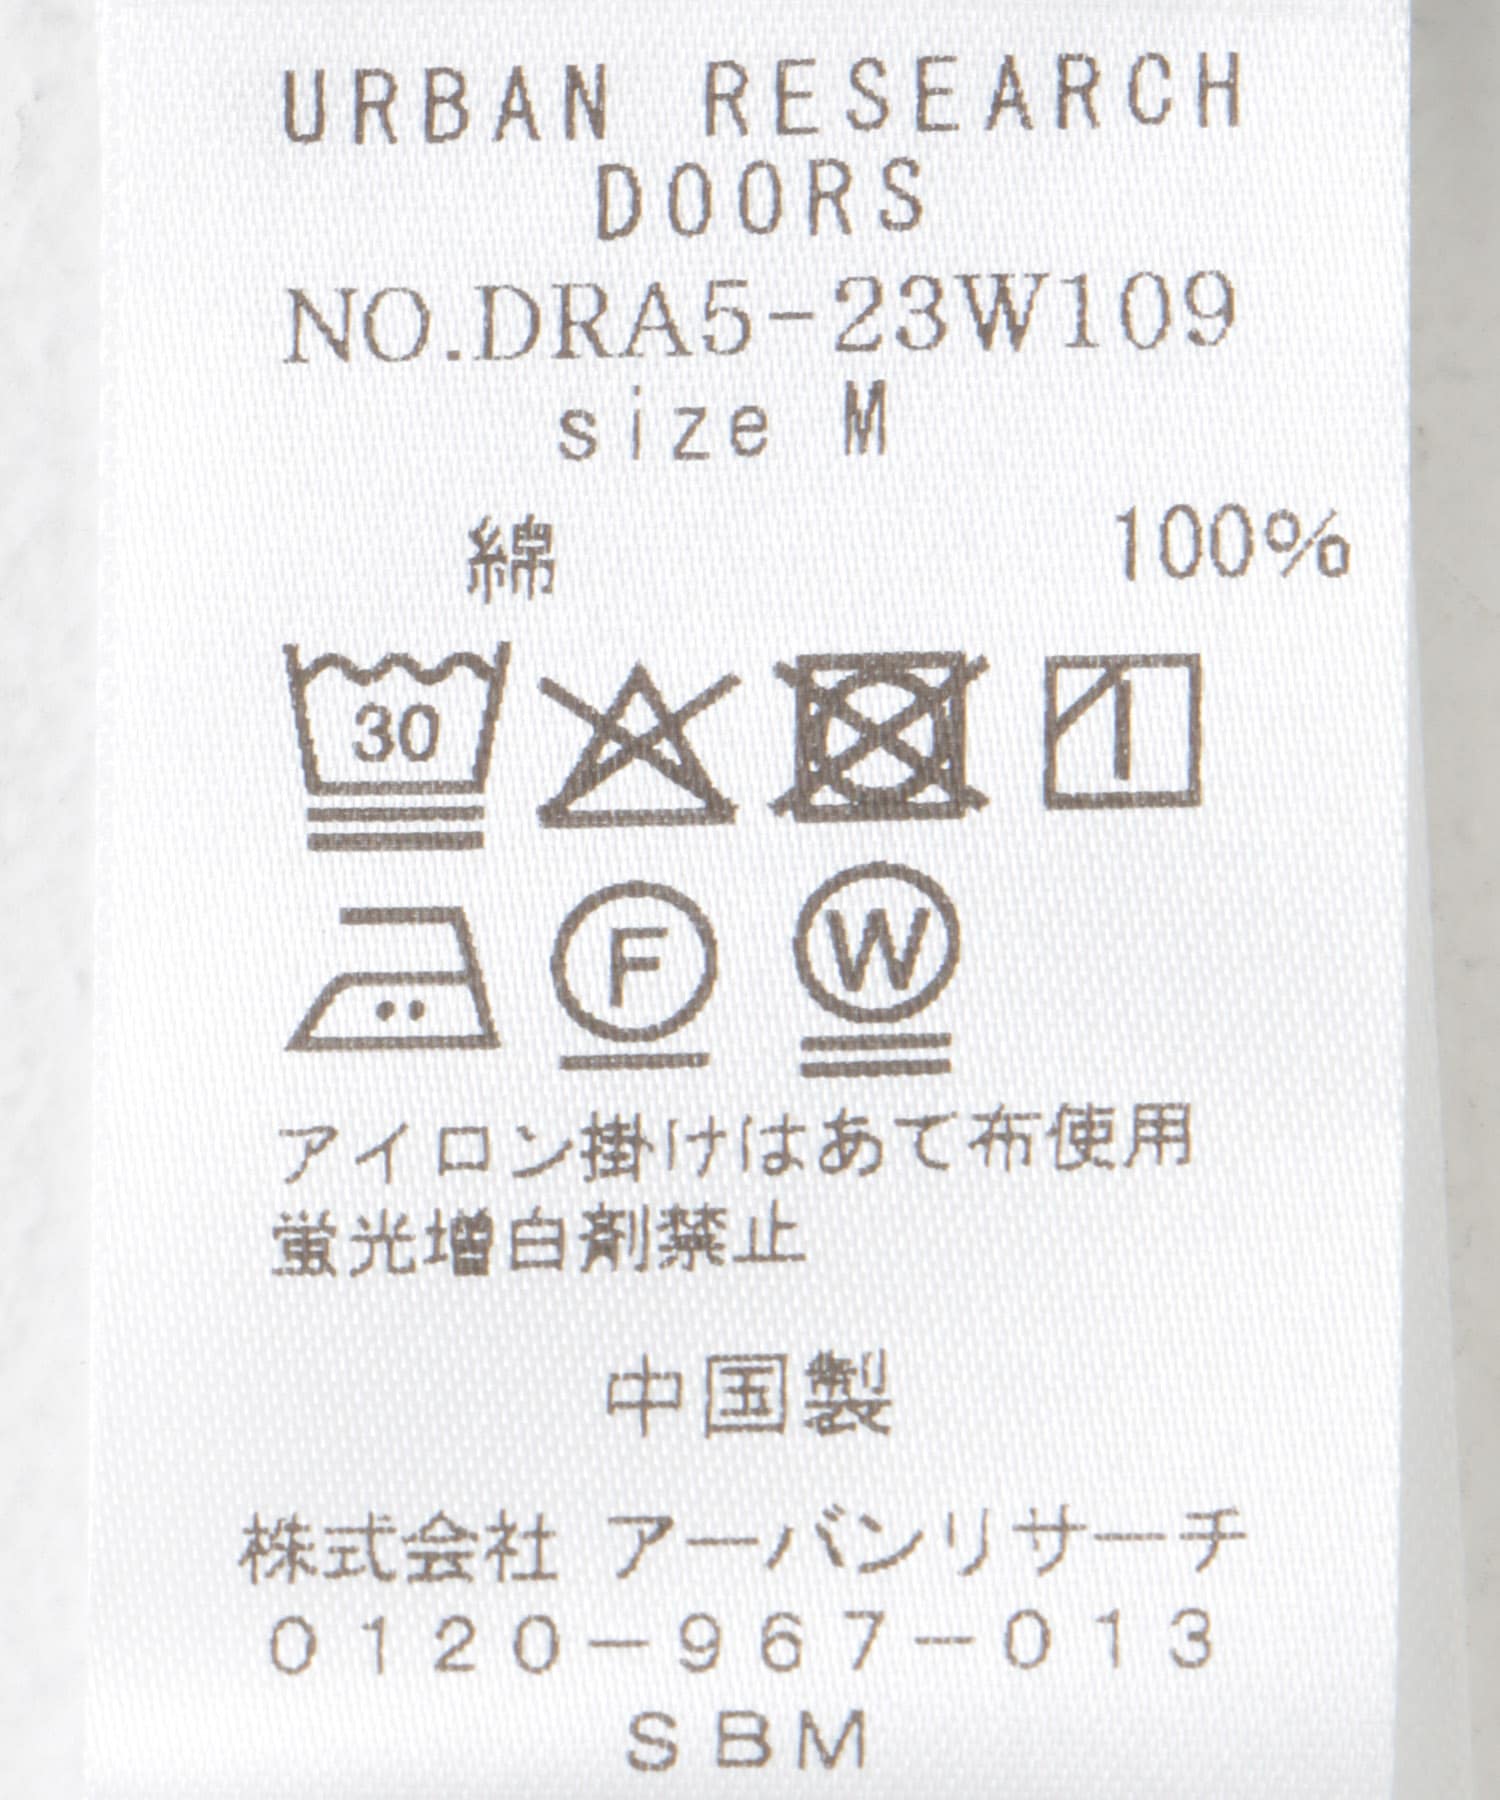 URBAN RESEARCH
DOORS
NO.DRA5-23W109
size M
綿 100%
30
F W
アイロン掛けはあて布使用
蛍光増白剤禁止
中国製
株式会社 アーバンリサーチ
0120-967-013
SBM